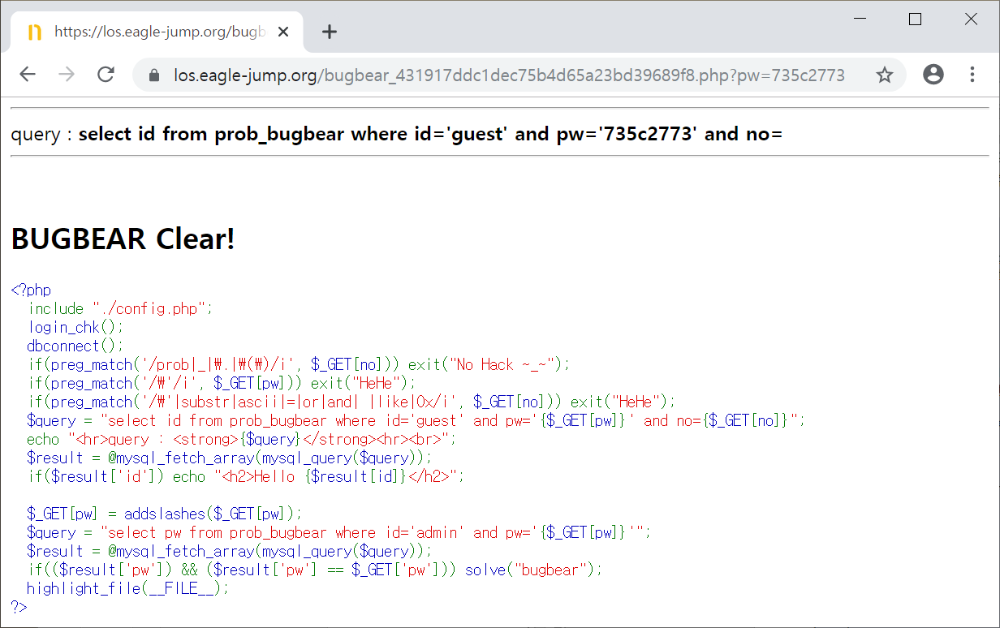 https://los.eagle-jump.org/bugb
los.eagle-jump.org/bugbear_431917ddc1dec75b4d65a23bd39689f8.php?pw=735c2773
query : select id from prob_bugbear where id='guest' and pw='735c2773' and no=
BUGBEAR Clear!
<?php
  include "./config.php";
  login_chk();
  dbconnect();
  if(preg_match('/prob|_|₩.|₩(₩)/i', $_GET[no])) exit("No Hack ~_~");
  if(preg_match('/₩'/i', $_GET[pw])) exit("HeHe");
  if(preg_match('/₩'|substr|ascii|=|or|and| |like|0x/i', $_GET[no])) exit("HeHe");
  $query = "select id from prob_bugbear where id='guest' and pw='{$_GET[pw]}' and no={$_GET[no]}";
  echo "<hr>query : <strong>{$query}</strong><hr><br>";
  $result = @mysql_fetch_array(mysql_query($query));
  if($result['id']) echo "<h2>Hello {$result[id]}</h2>";
  $_GET[pw] = addslashes($_GET[pw]);
  $query = "select pw from prob_bugbear where id='admin' and pw='{$_GET[pw]}'";
  $result = @mysql_fetch_array(mysql_query($query));
  if(($result['pw']) && ($result['pw'] == $_GET['pw'])) solve("bugbear");
  highlight_file(__FILE__);
?>